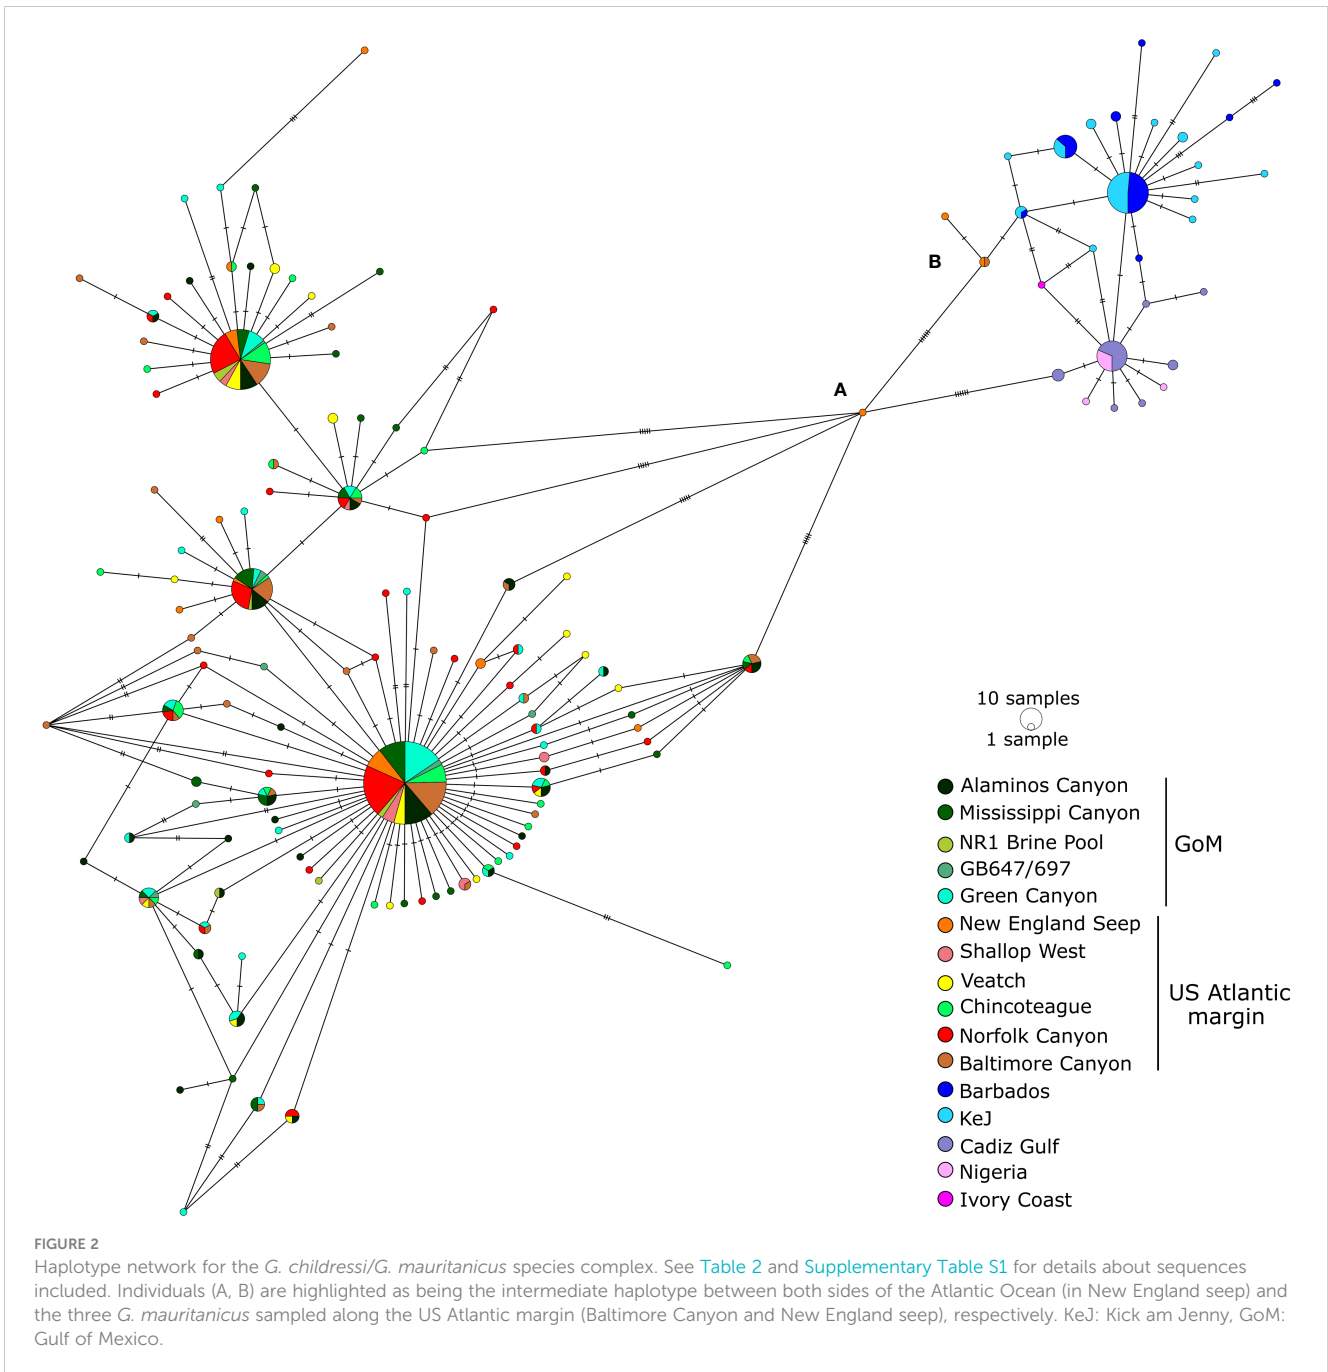 B
A
10 samples
1 sample
Alaminos Canyon
Mississippi Canyon
NR1 Brine Pool
GB647/697
Green Canyon
GoM
New England Seep
Shallop West
Veatch
Chincoteague
Norfolk Canyon
Baltimore Canyon
US Atlantic
margin
Barbados
KeJ
Cadiz Gulf
Nigeria
Ivory Coast
FIGURE 2
Haplotype network for the G. childressi/G. mauritanicus species complex. See Table 2 and Supplementary Table S1 for details about sequences
included. Individuals (A, B) are highlighted as being the intermediate haplotype between both sides of the Atlantic Ocean (in New England seep) and
the three G. mauritanicus sampled along the US Atlantic margin (Baltimore Canyon and New England seep), respectively. KeJ: Kick am Jenny, GoM:
Gulf of Mexico.